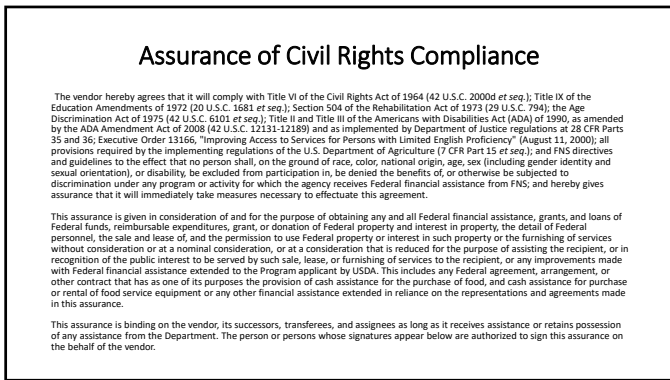 Assurance of Civil Rights Compliance
The vendor hereby agrees that it will comply with Title VI of the Civil Rights Act of 1964 (42 U.S.C. 2000d et seq.); Title IX of the
Education Amendments of 1972 (20 U.S.C. 1681 et seq.); Section 504 of the Rehabilitation Act of 1973 (29 U.S.C. 794); the Age
Discrimination Act of 1975 (42 U.S.C. 6101 et seq.); Title II and Title III of the Americans with Disabilities Act (ADA) of 1990, as amended
by the ADA Amendment Act of 2008 (42 U.S.C. 12131-12189) and as implemented by Department of Justice regulations at 28 CFR Parts
35 and 36; Executive Order 13166, "Improving Access to Services for Persons with Limited English Proficiency" (August 11, 2000); all
provisions required by the implementing regulations of the U.S. Department of Agriculture (7 CFR Part 15 et seq.); and FNS directives
and guidelines to the effect that no person shall, on the ground of race, color, national origin, age, sex (including gender identity and
sexual orientation), or disability, be excluded from participation in, be denied the benefits of, or otherwise be subjected to
discrimination under any program or activity for which the agency receives Federal financial assistance from FNS; and hereby gives
assurance that it will immediately take measures necessary to effectuate this agreement.
This assurance is given in consideration of and for the purpose of obtaining any and all Federal financial assistance, grants, and loans of
Federal funds, reimbursable expenditures, grant, or donation of Federal property and interest in property, the detail of Federal
personnel, the sale and lease of, and the permission to use Federal property or interest in such property or the furnishing of services
without consideration or at a nominal consideration, or at a consideration that is reduced for the purpose of assisting the recipient, or in
recognition of the public interest to be served by such sale, lease, or furnishing of services to the recipient, or any improvements made
with Federal financial assistance extended to the Program applicant by USDA. This includes any Federal agreement, arrangement, or
other contract that has as one of its purposes the provision of cash assistance for the purchase of food, and cash assistance for purchase
or rental of food service equipment or any other financial assistance extended in reliance on the representations and agreements made
in this assurance.
This assurance is binding on the vendor, its successors, transferees, and assignees as long as it receives assistance or retains possession
of any assistance from the Department. The person or persons whose signatures appear below are authorized to sign this assurance on
the behalf of the vendor.